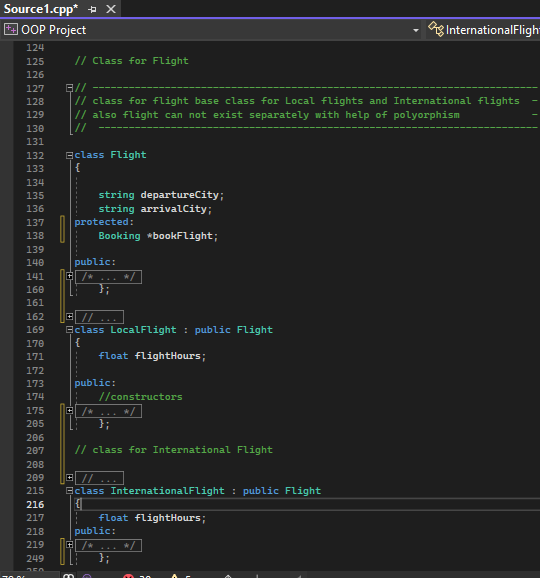 Source1.cpp*
OOP Project
InternationalFlight
124
125 // Class for Flight
126
127 // --------------------------------------------------------------------------
128 // class for flight base class for Local flights and International flights -
129 // also flight can not exist separately with help of polyorphism -
130 // --------------------------------------------------------------------------
131
132 class Flight
133 {
134
135 string departureCity;
136 string arrivalCity;
137 protected:
138 Booking *bookFlight;
139
140 public:
141 /* ... */
160 };
161
162 // ...
169 class LocalFlight : public Flight
170 {
171 float flightHours;
172
173 public:
174 //constructors
175 /* ... */
205 };
206
207 // class for International Flight
208
209 // ...
215 class InternationalFlight : public Flight
216 {
217 float flightHours;
218 public:
219 /* ... */
249 };